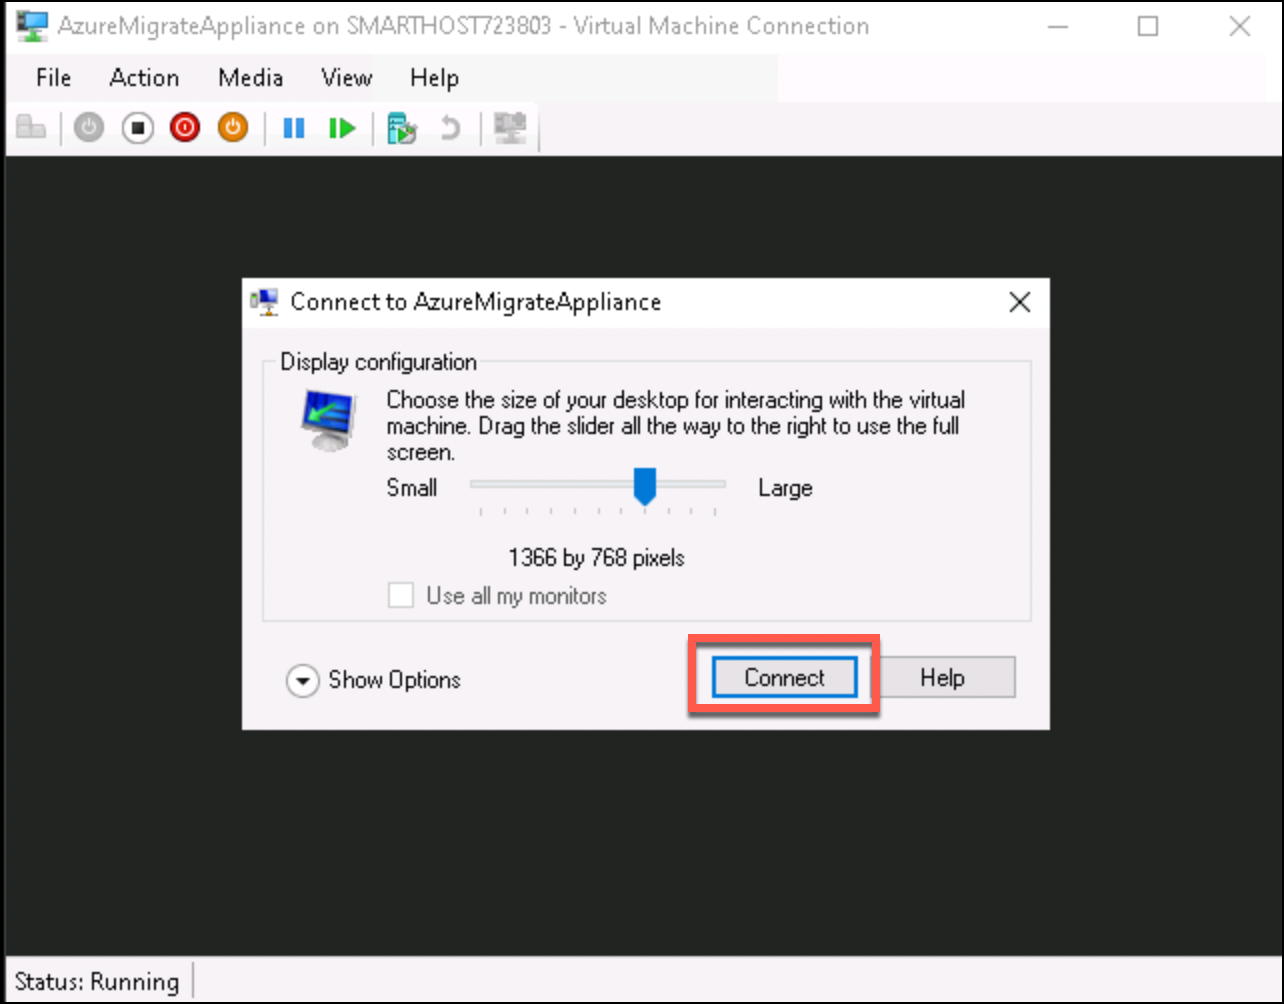 AzureMigrateAppliance on SMARTHOST723803 - Virtual Machine Connection
File Action Media View Help
Connect to AzureMigrateAppliance
Display configuration
Choose the size of your desktop for interacting with the virtual
machine. Drag the slider all the way to the right to use the full
screen.
Small Large
1366 by 768 pixels
Use all my monitors
Show Options Connect Help
Status: Running